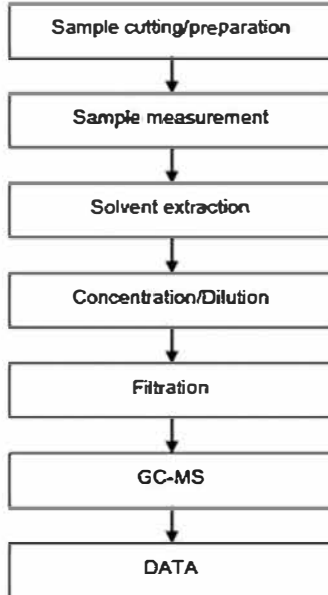 Sample cutting/preparation
Sample measurement
Solvent extraction
Concentration/Dilution
Filtration
GC-MS
DATA